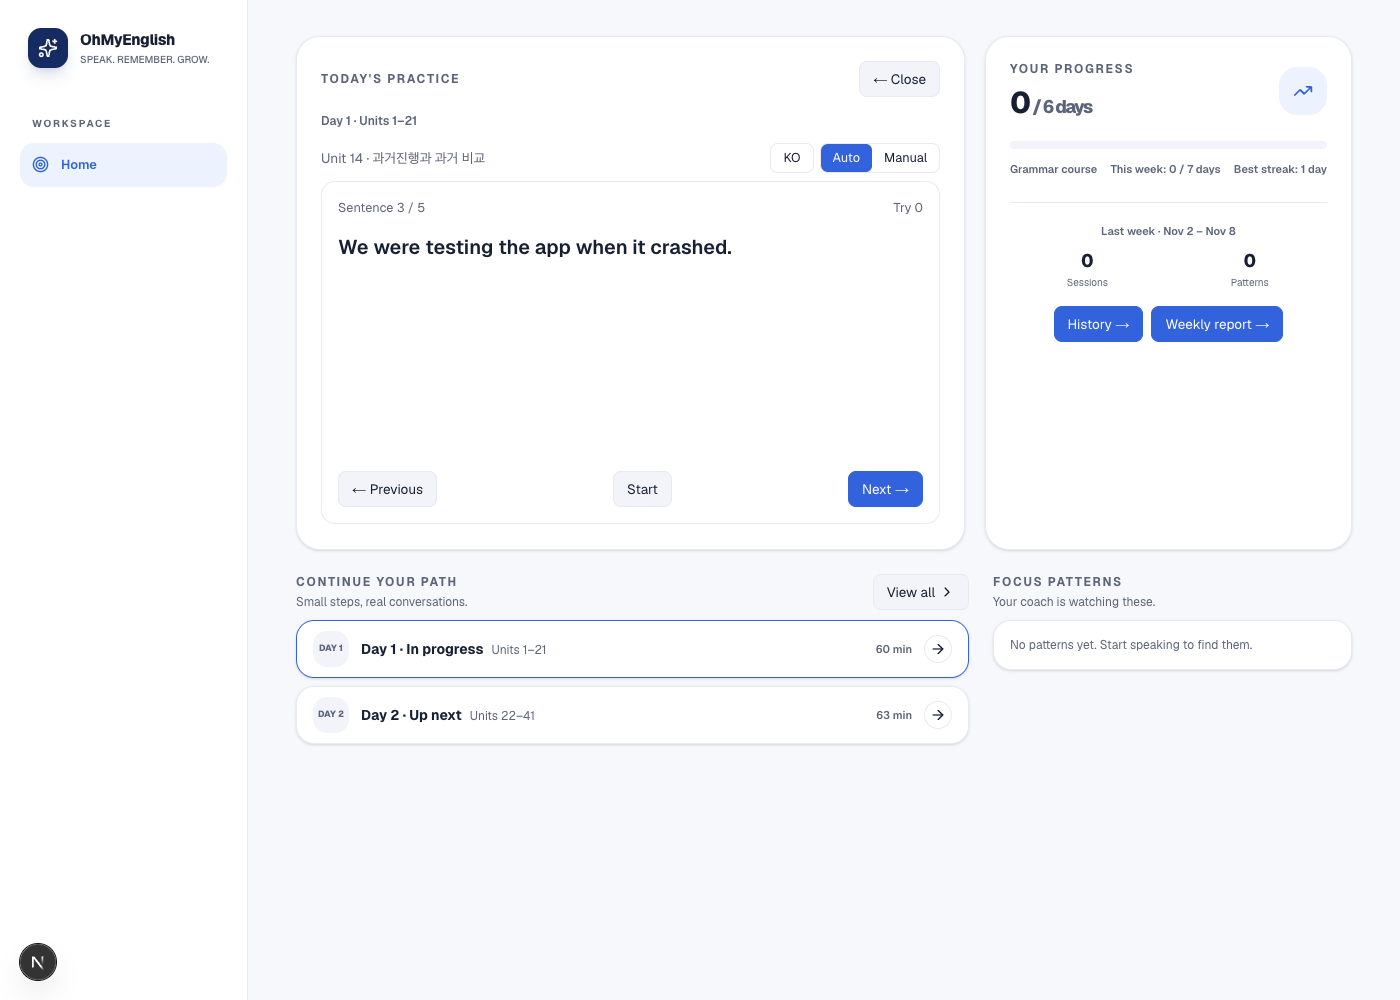 OhMyEnglish
SPEAK. REMEMBER. GROW.
WORKSPACE
Home
TODAY'S PRACTICE
← Close
Day 1 · Units 1–21
Unit 14 · 과거진행과 과거 비교
KO
Auto
Manual
Sentence 3 / 5
Try 0
We were testing the app when it crashed.
← Previous
Start
Next →
YOUR PROGRESS
0 / 6 days
Grammar course
This week: 0 / 7 days
Best streak: 1 day
Last week · Nov 2 – Nov 8
0
Sessions
0
Patterns
History →
Weekly report →
CONTINUE YOUR PATH
Small steps, real conversations.
View all
DAY 1
Day 1 · In progress Units 1–21
60 min
DAY 2
Day 2 · Up next Units 22–41
63 min
FOCUS PATTERNS
Your coach is watching these.
No patterns yet. Start speaking to find them.
N